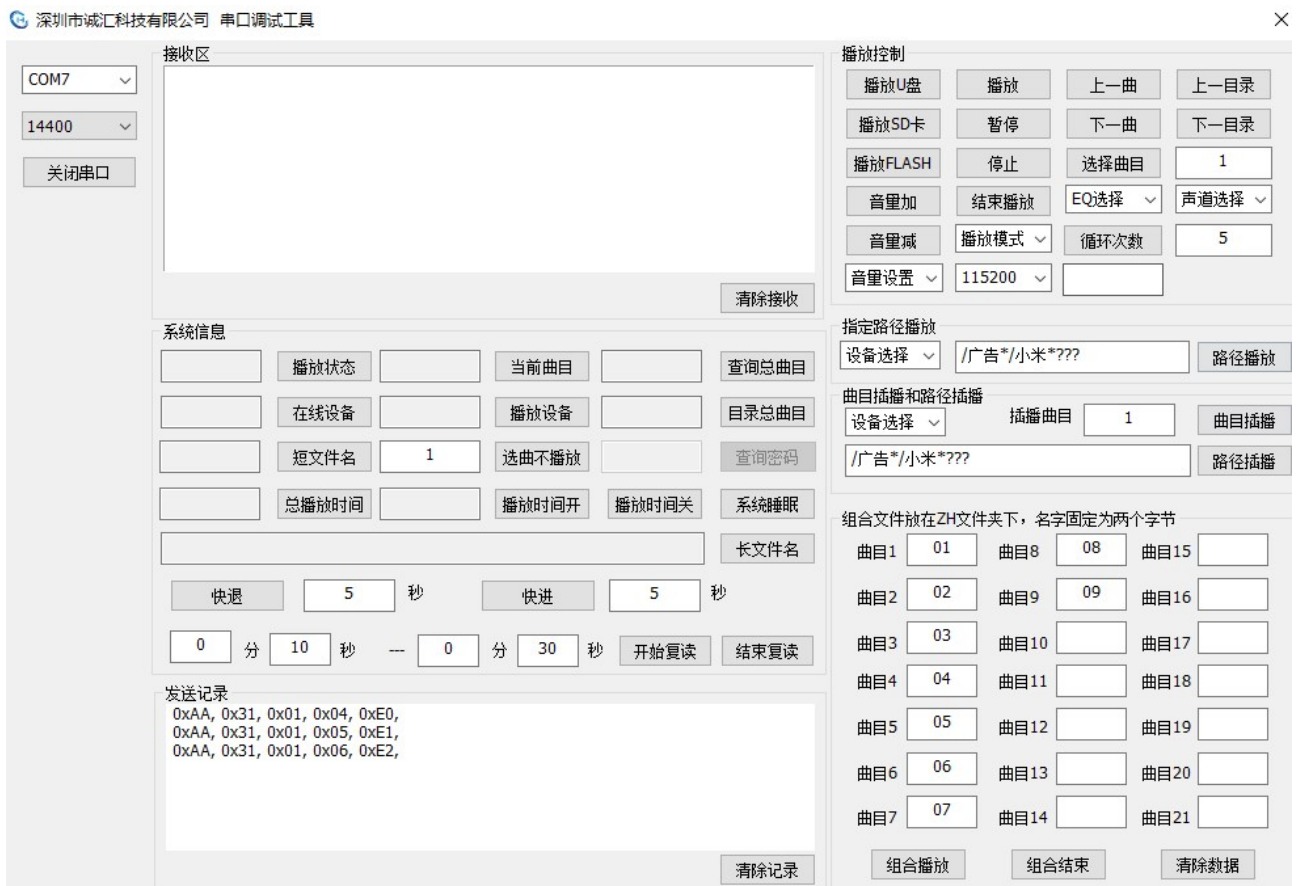 深圳市诚汇科技有限公司 串口调试工具
COM7
14400
关闭串口
接收区
清除接收
系统信息
播放状态 当前曲目 查询总曲目
在线设备 播放设备 目录总曲目
短文件名 1 选曲不播放 查询密码
总播放时间 播放时间开 播放时间关 系统睡眠
长文件名
快退 5 秒 快进 5 秒
0 分 10 秒 --- 0 分 30 秒 开始复读 结束复读
发送记录
0xAA, 0x31, 0x01, 0x04, 0xE0,
0xAA, 0x31, 0x01, 0x05, 0xE1,
0xAA, 0x31, 0x01, 0x06, 0xE2,
清除记录
播放控制
播放U盘 播放 上一曲 上一目录
播放SD卡 暂停 下一曲 下一目录
播放FLASH 停止 选择曲目 1
音量加 结束播放 EQ选择 声道选择
音量减 播放模式 循环次数 5
音量设置 115200
指定路径播放
设备选择 /广告*/小米*??? 路径播放
曲目插播和路径插播
设备选择 插播曲目 1 曲目插播
/广告*/小米*??? 路径插播
组合文件放在ZH文件夹下，名字固定为两个字节
曲目1 01 曲目8 08 曲目15
曲目2 02 曲目9 09 曲目16
曲目3 03 曲目10 曲目17
曲目4 04 曲目11 曲目18
曲目5 05 曲目12 曲目19
曲目6 06 曲目13 曲目20
曲目7 07 曲目14 曲目21
组合播放 组合结束 清除数据